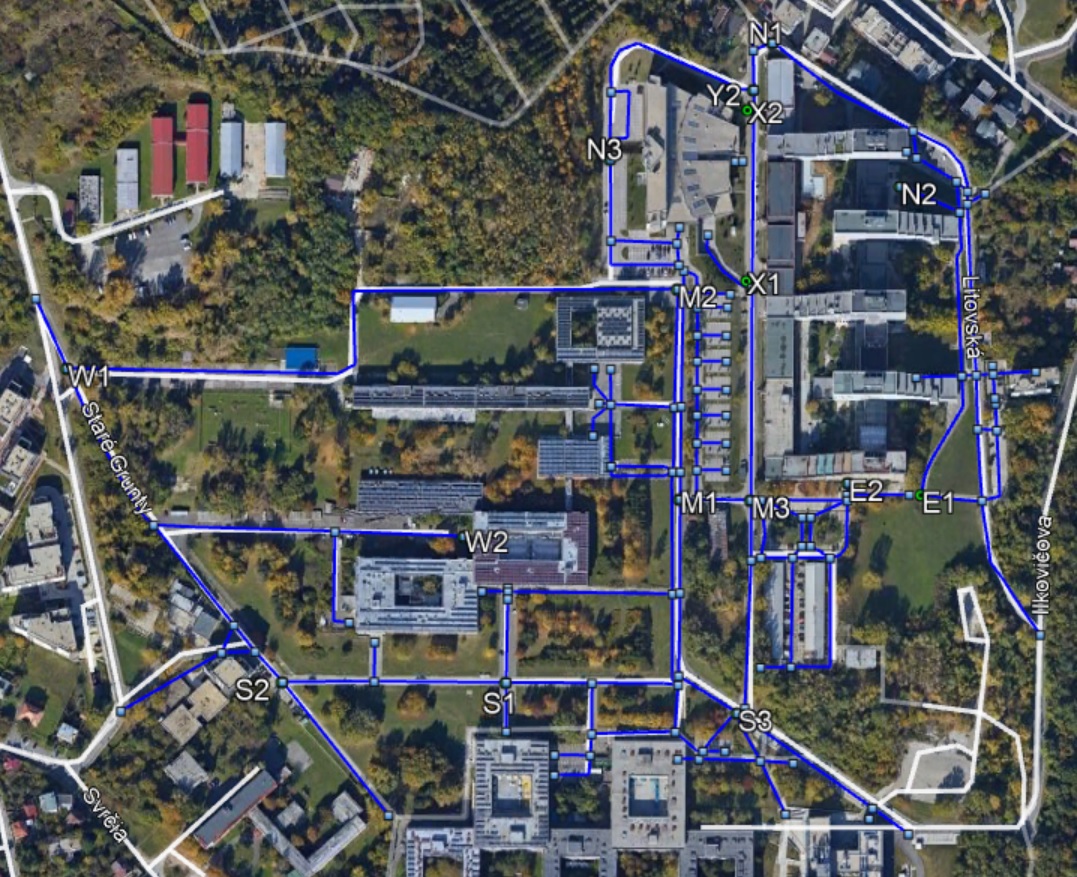 N1
Y2
X2
N3
N2
M2
X1
Litovská
W1
Staré Grunty
M1
M3
E2
E1
W2
Ilkovičova
S2
S1
S3
Svrčia